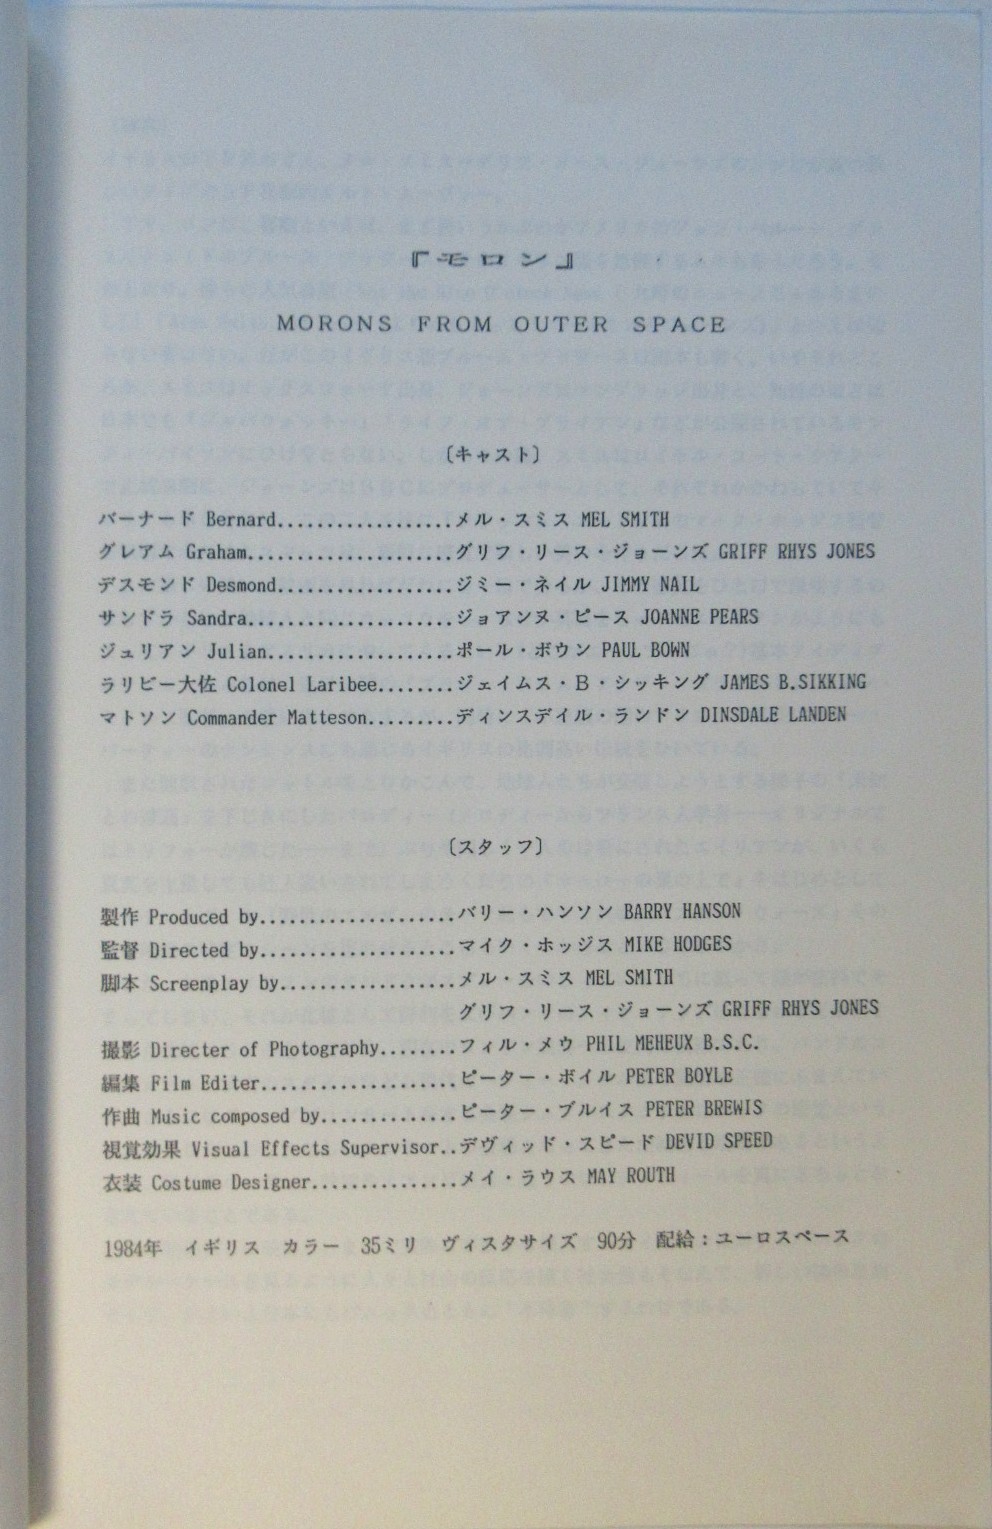 『モロン』
MORONS FROM OUTER SPACE
〔キャスト〕
バーナード Bernard..................メル・スミス MEL SMITH
グレアム Graham.....................グリフ・リース・ジョーンズ GRIFF RHYS JONES
デスモンド Desmond..................ジミー・ネイル JIMMY NAIL
サンドラ Sandra.....................ジョアンヌ・ピース JOANNE PEARS
ジュリアン Julian...................ポール・ボウン PAUL BOWN
ラリビー大佐 Colonel Laribee........ジェイムス・B・シッキング JAMES B.SIKKING
マトソン Commander Matteson.........ディンスデイル・ランドン DINSDALE LANDEN
〔スタッフ〕
製作 Produced by....................バリー・ハンソン BARRY HANSON
監督 Directed by....................マイク・ホッジス MIKE HODGES
脚本 Screenplay by..................メル・スミス MEL SMITH
グリフ・リース・ジョーンズ GRIFF RHYS JONES
撮影 Directer of Photography........フィル・メウ PHIL MEHEUX B.S.C.
編集 Film Editer....................ピーター・ボイル PETER BOYLE
作曲 Music composed by..............ピーター・ブルイス PETER BREWIS
視覚効果 Visual Effects Supervisor..デヴィッド・スピード DEVID SPEED
衣装 Costume Designer...............メイ・ラウス MAY ROUTH
1984年 イギリス カラー 35ミリ ヴィスタサイズ 90分 配給：ユーロスペース